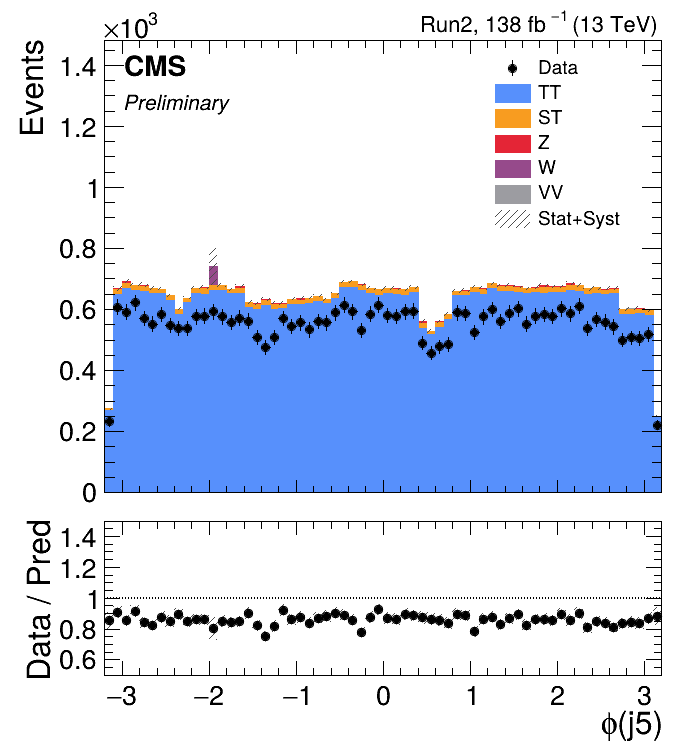 ×10³
Run2, 138 fb⁻¹ (13 TeV)
Events
CMS
Preliminary
Data
TT
ST
Z
W
VV
Stat+Syst
1.4
1.2
1
0.8
0.6
0.4
0.2
0
Data / Pred
1.4
1.2
1
0.8
0.6
−3 −2 −1 0 1 2 3
ϕ(j5)